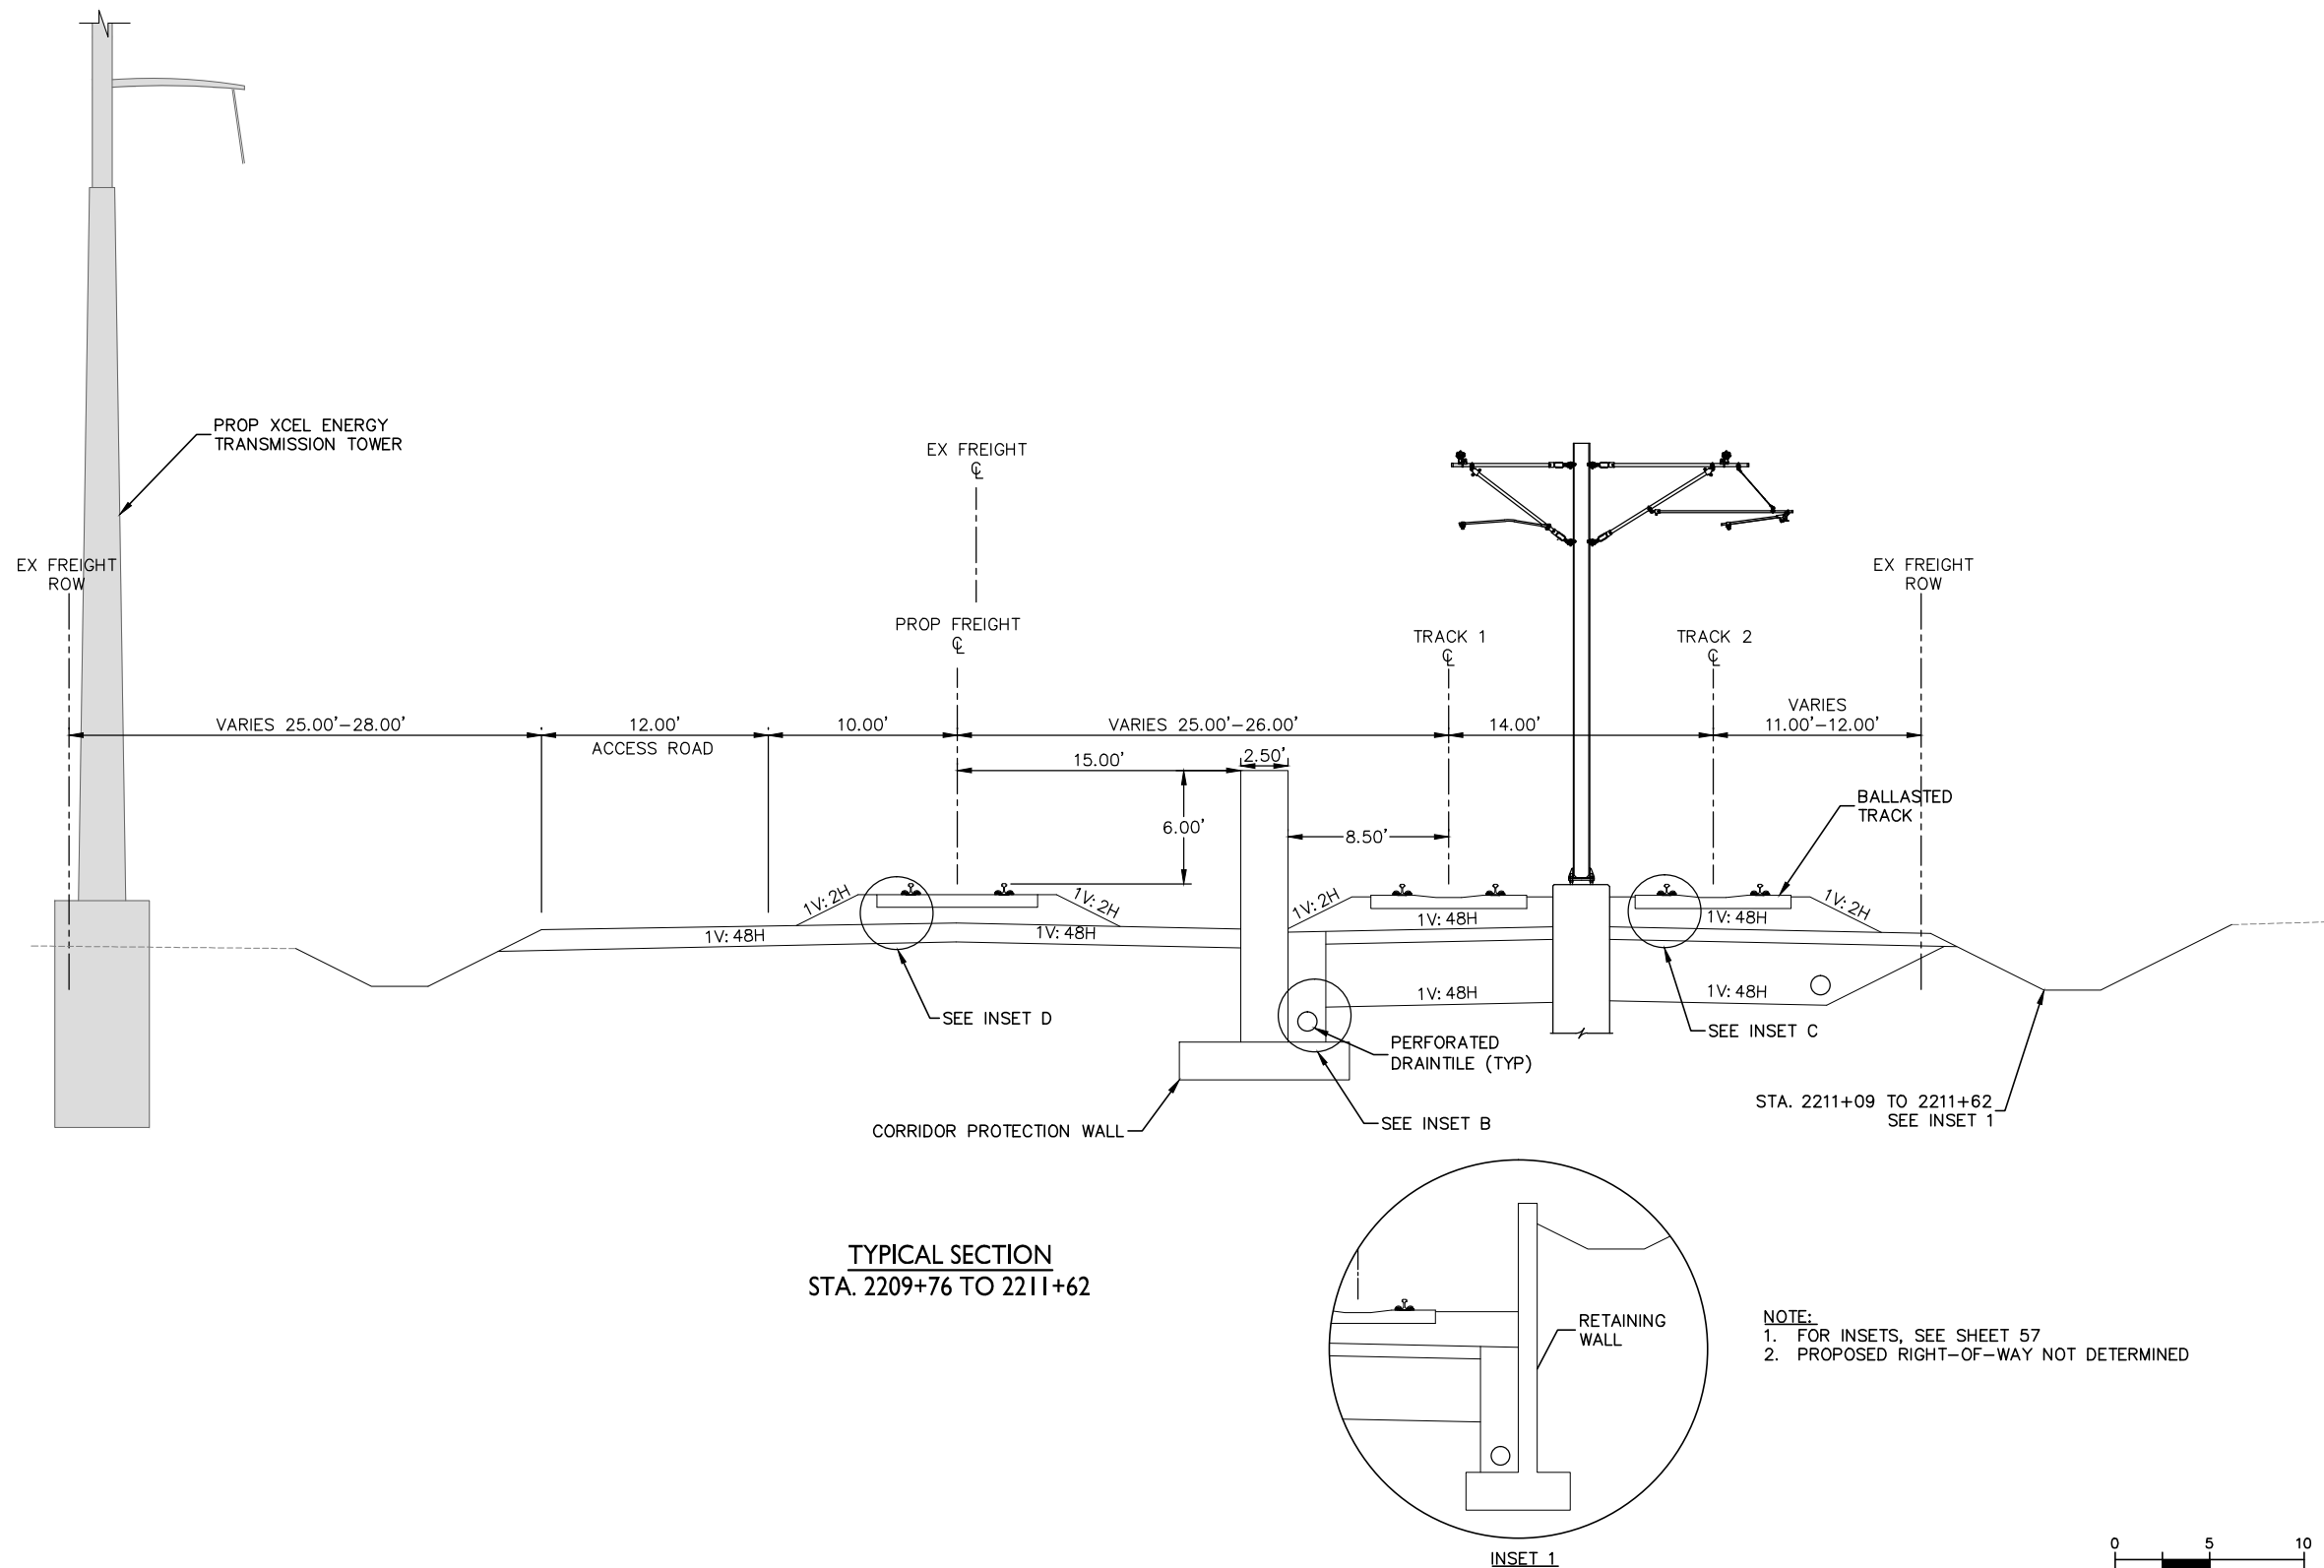 PROP XCEL ENERGY
TRANSMISSION TOWER
EX FREIGHT
℄
EX FREIGHT
ROW
EX FREIGHT
ROW
PROP FREIGHT
℄
TRACK 1
℄
TRACK 2
℄
VARIES 25.00'-28.00'
12.00'
ACCESS ROAD
10.00'
VARIES 25.00'-26.00'
14.00'
VARIES
11.00'-12.00'
15.00'
2.50'
6.00'
8.50'
BALLASTED
TRACK
1V:2H
1V:2H
1V:2H
1V:2H
1V:48H
1V:48H
1V:48H
1V:48H
1V:48H
1V:48H
SEE INSET D
PERFORATED
DRAINTILE (TYP)
SEE INSET C
STA. 2211+09 TO 2211+62
SEE INSET 1
CORRIDOR PROTECTION WALL
SEE INSET B
TYPICAL SECTION
STA. 2209+76 TO 2211+62
RETAINING
WALL
INSET 1
NOTE:
1. FOR INSETS, SEE SHEET 57
2. PROPOSED RIGHT-OF-WAY NOT DETERMINED
0 5 10